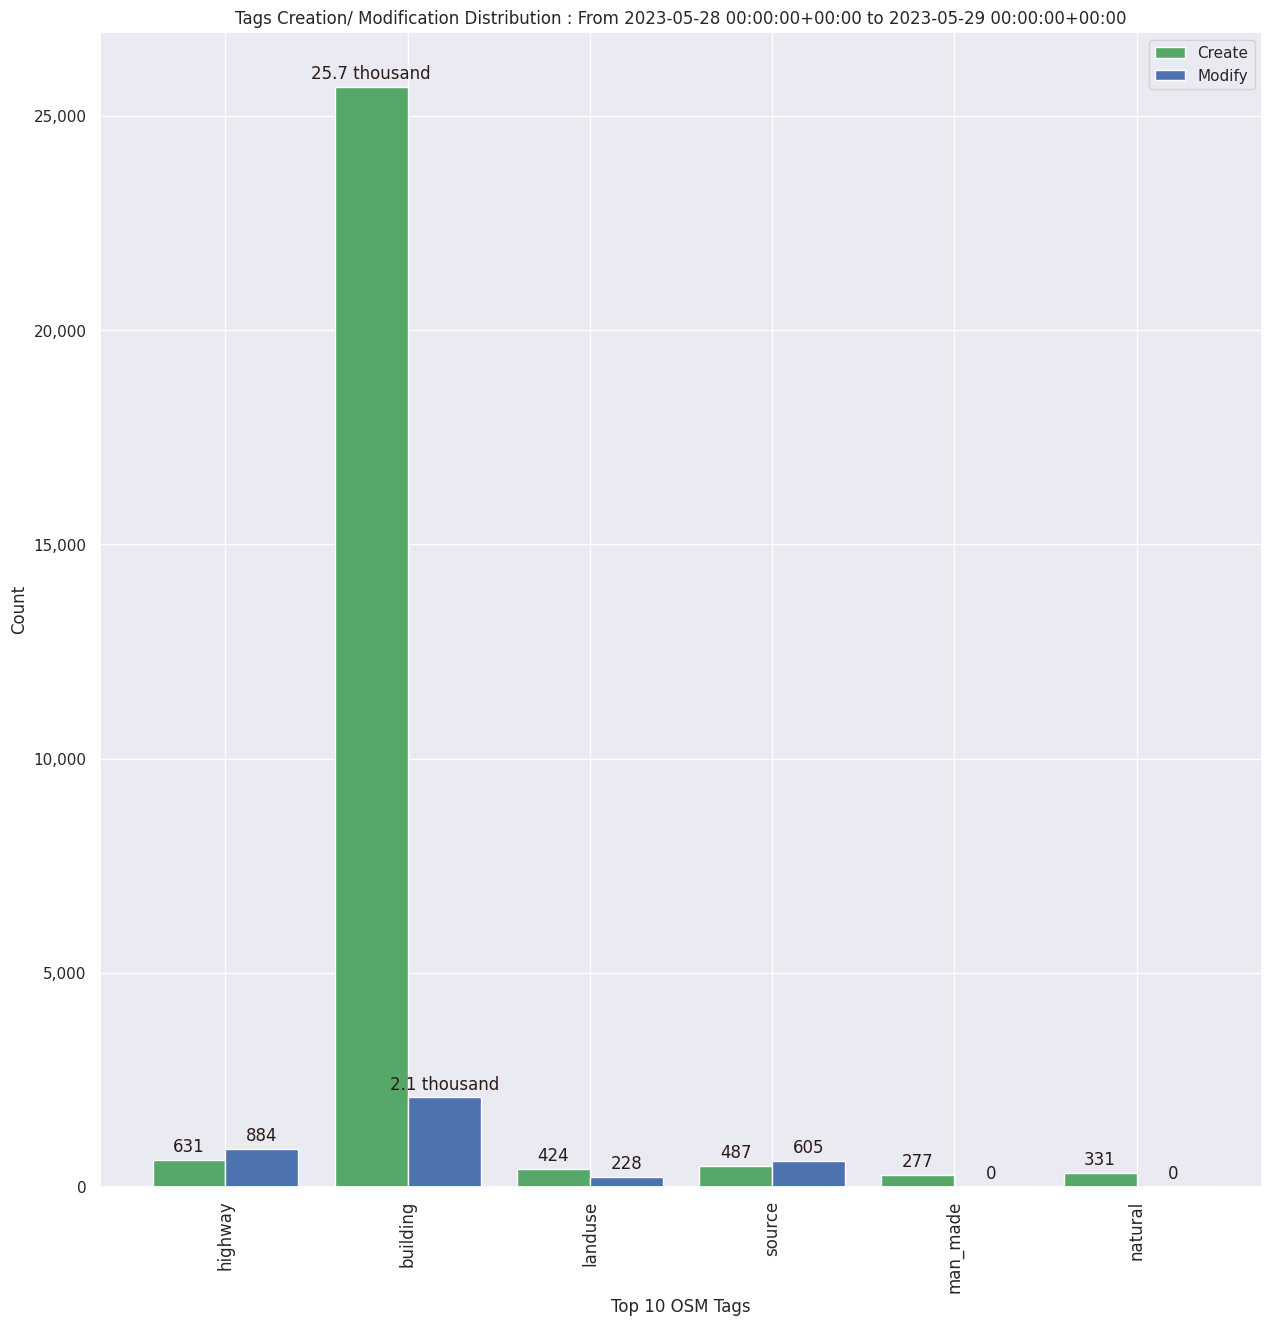 Tags Creation/ Modification Distribution : From 2023-05-28 00:00:00+00:00 to 2023-05-29 00:00:00+00:00
Create
Modify
25.7 thousand
25,000
20,000
15,000
Count
10,000
5,000
2.1 thousand
631
884
424
228
487
605
277
0
331
0
0
highway
building
landuse
source
man_made
natural
Top 10 OSM Tags